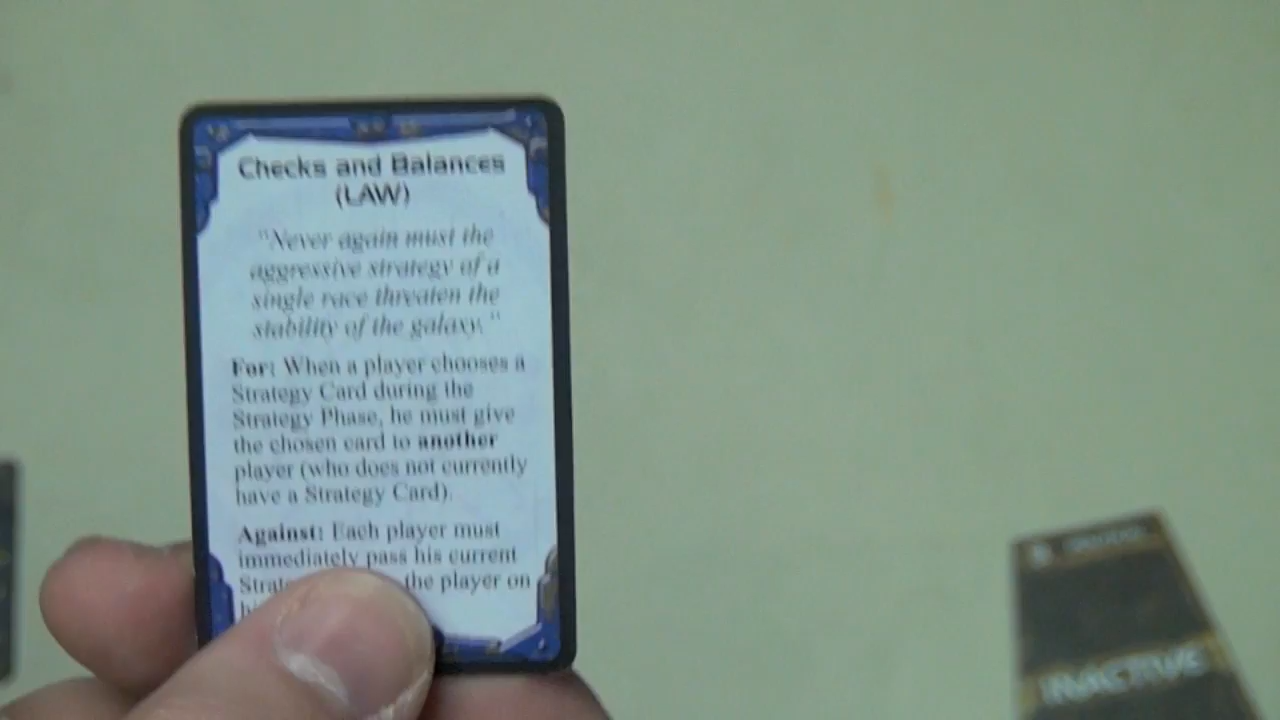 Checks and Balances
(LAW)
"Never again must the
aggressive strategy of a
single race threaten the
stability of the galaxy."
For: When a player chooses a
Strategy Card during the
Strategy Phase, he must give
the chosen card to another
player (who does not currently
have a Strategy Card).
Against: Each player must
immediately pass his current
the player on
INACTIVE